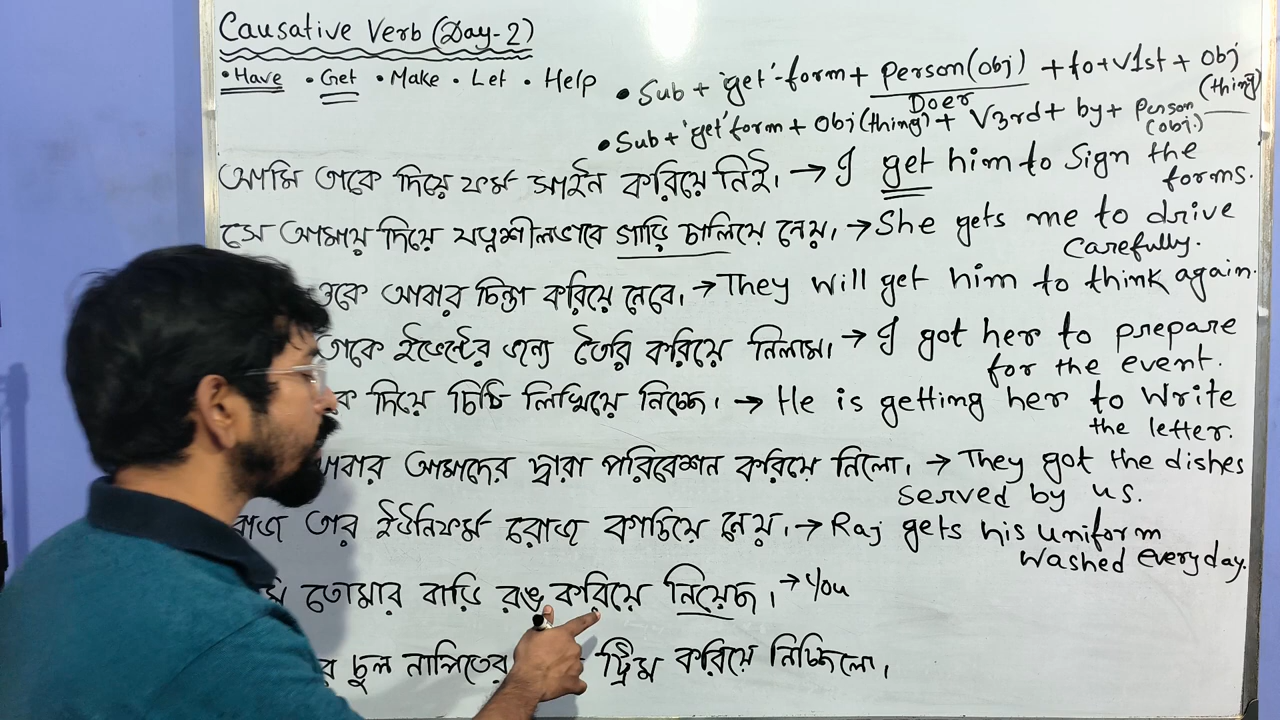 Causative Verb (Day-2)
• Have • Get • Make • Let • Help
• Sub + 'get'-form + Person(obj) + to+V1st + Obj
Doer (thing)
• Sub + 'get' form + Obj (thing) + V3rd + by + Person
(obj.)
আমি তাকে দিয়ে ফর্ম সাইন করিয়ে নিই। → I get him to Sign the
forms.
সে আমায় দিয়ে যত্নশীলভাবে গাড়ি চালিয়ে নেয়। → She gets me to drive
Carefully.
ওকে আবার চিন্তা করিয়ে নেবে। → They will get him to think again.
তাকে ইভেন্টের জন্যে তৈরি করিয়ে নিলাম। → I got her to prepare
for the event.
দিয়ে চিঠি লিখিয়ে নিচ্ছে। → He is getting her to Write
the letter.
খাবার আমাদের দ্বারা পরিবেশন করিয়ে নিলো। → They got the dishes
Served by us.
রাজ তার ইউনিফর্ম রোজ কাচিয়ে নেয়। → Raj gets his uniform
Washed everyday.
তোমার বাড়ি রঙ করিয়ে নিয়েছ। → You
চুল নাপিতের ট্রিম করিয়ে নিচ্ছিলো।